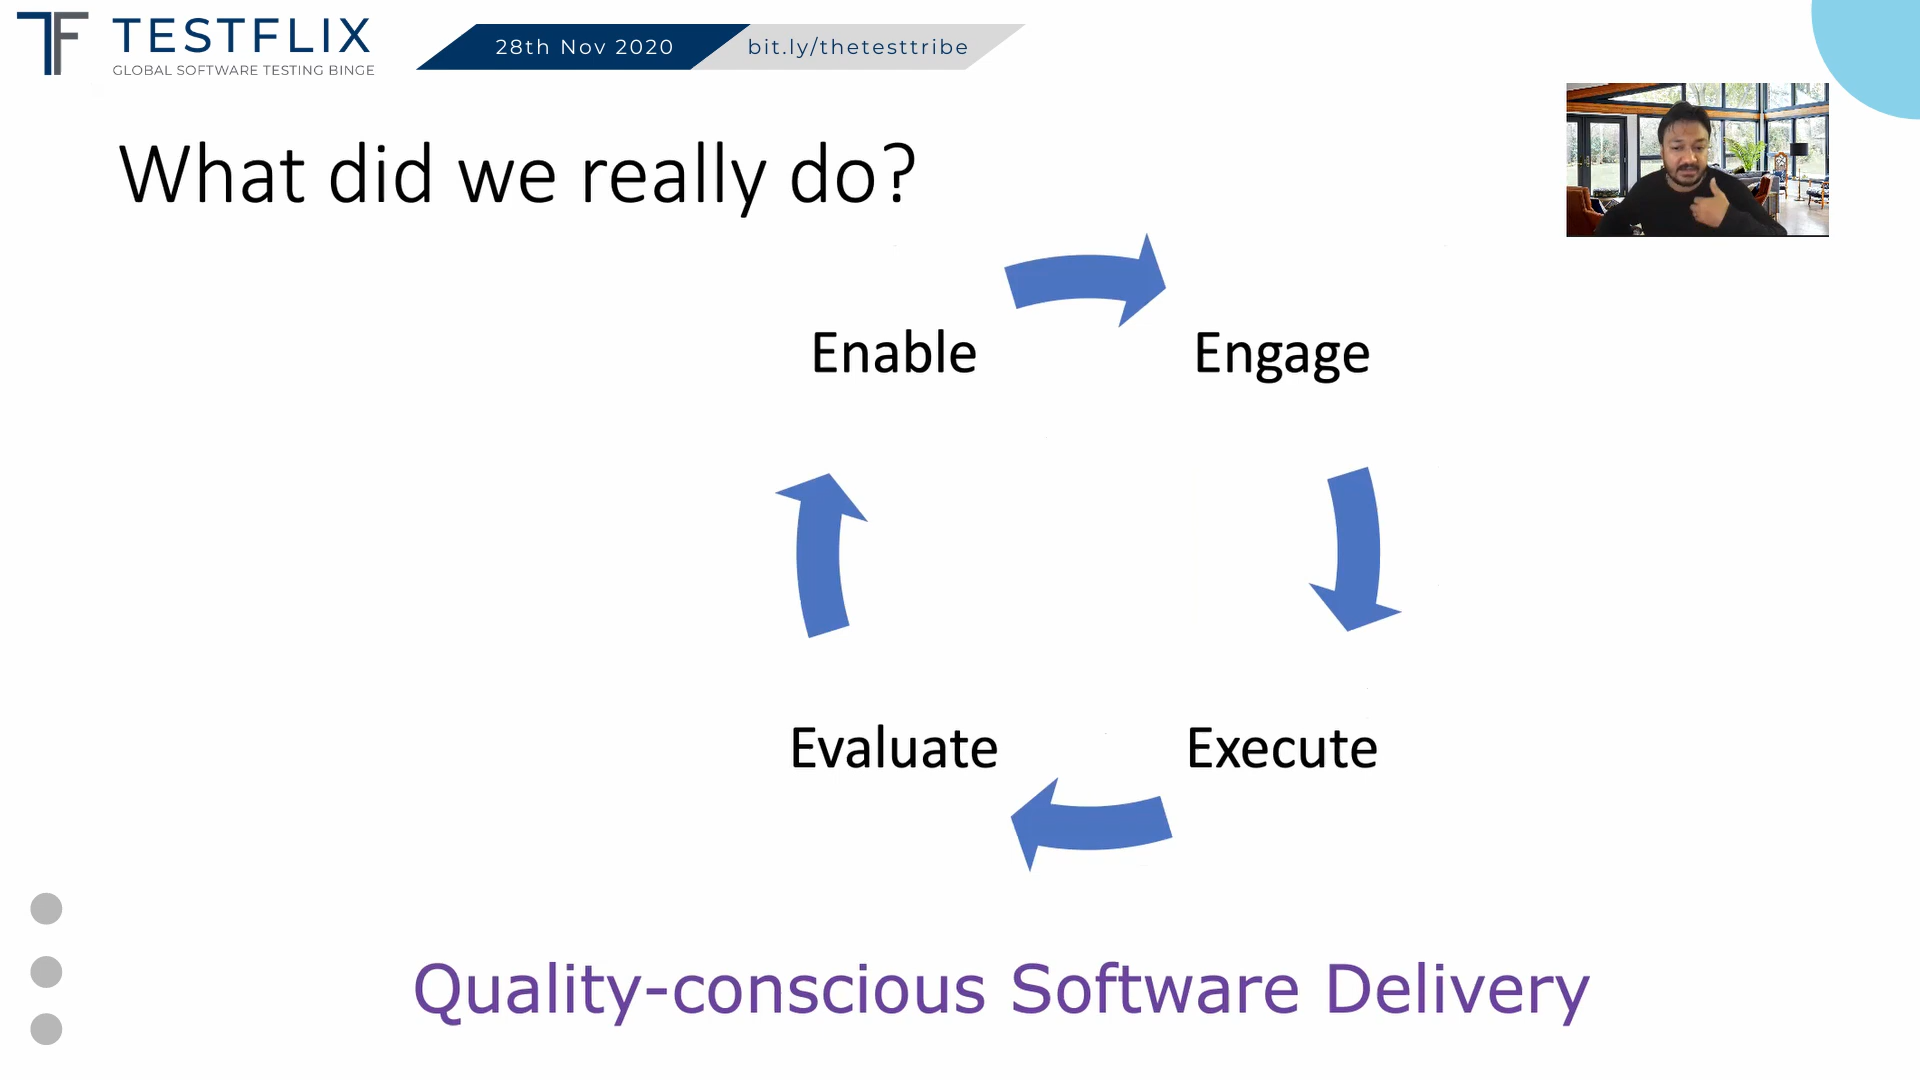 TF TESTFLIX
GLOBAL SOFTWARE TESTING BINGE
28th Nov 2020
bit.ly/thetesttribe
What did we really do?
Enable
Engage
Evaluate
Execute
Quality-conscious Software Delivery